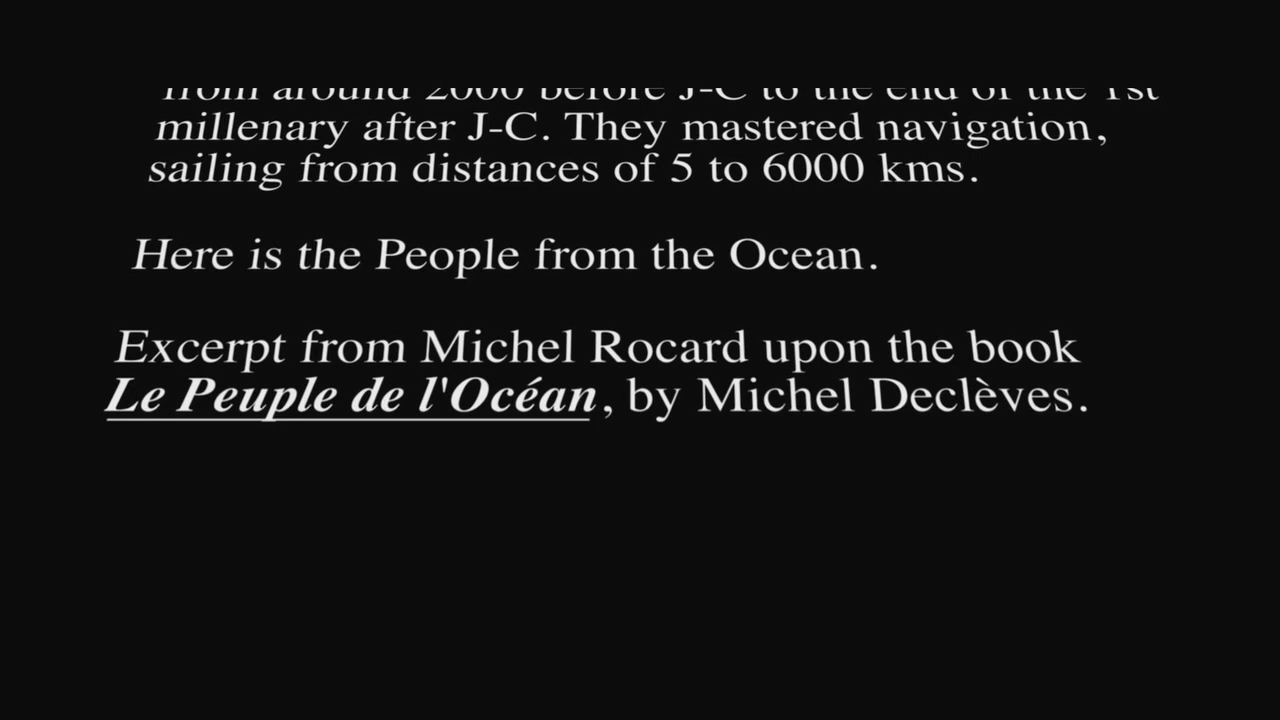 from around 2000 before J-C to the end of the 1st
millenary after J-C. They mastered navigation,
sailing from distances of 5 to 6000 kms.
Here is the People from the Ocean.
Excerpt from Michel Rocard upon the book
Le Peuple de l'Océan, by Michel Declèves.